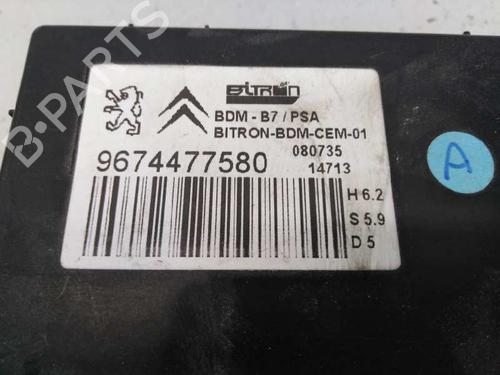 BITRON
BDM - B7 / PSA
BITRON-BDM-CEM-01
080735
9674477580
14713
H 6.2
S 5.9
D 5
A
B-PARTS